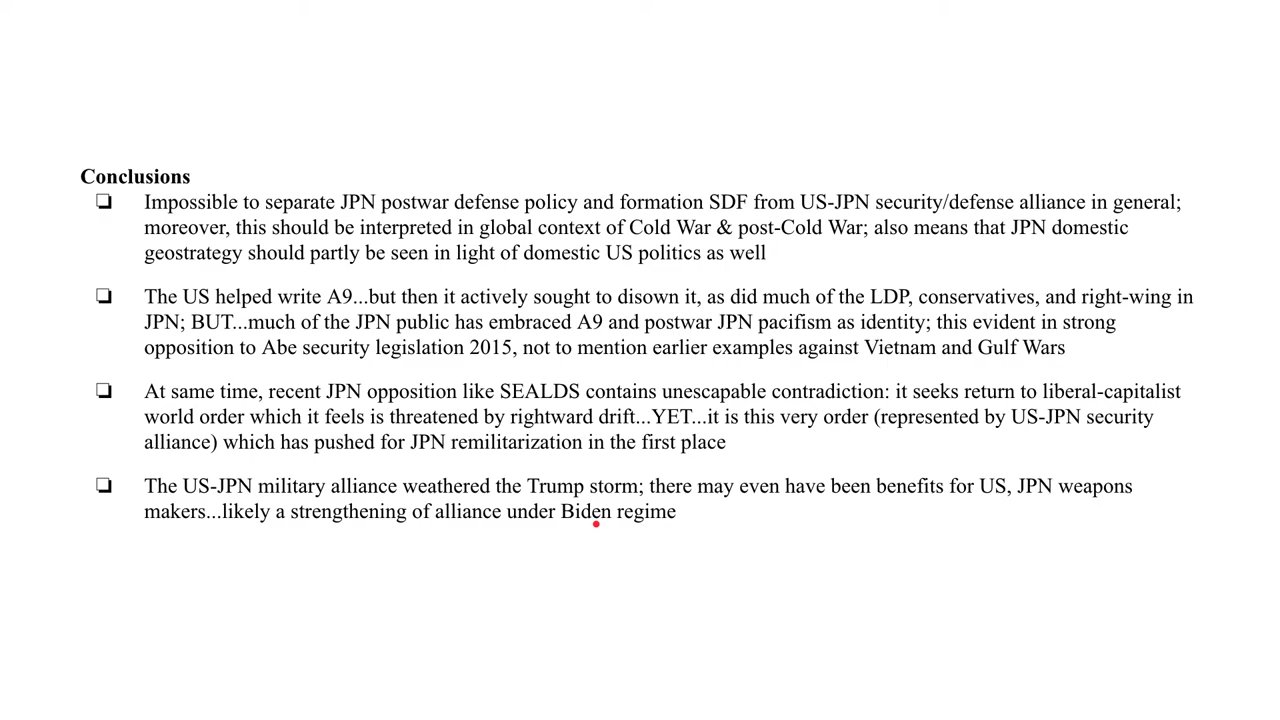 Conclusions
❏ Impossible to separate JPN postwar defense policy and formation SDF from US-JPN security/defense alliance in general;
moreover, this should be interpreted in global context of Cold War & post-Cold War; also means that JPN domestic
geostrategy should partly be seen in light of domestic US politics as well
❏ The US helped write A9...but then it actively sought to disown it, as did much of the LDP, conservatives, and right-wing in
JPN; BUT...much of the JPN public has embraced A9 and postwar JPN pacifism as identity; this evident in strong
opposition to Abe security legislation 2015, not to mention earlier examples against Vietnam and Gulf Wars
❏ At same time, recent JPN opposition like SEALDS contains unescapable contradiction: it seeks return to liberal-capitalist
world order which it feels is threatened by rightward drift...YET...it is this very order (represented by US-JPN security
alliance) which has pushed for JPN remilitarization in the first place
❏ The US-JPN military alliance weathered the Trump storm; there may even have been benefits for US, JPN weapons
makers...likely a strengthening of alliance under Biden regime